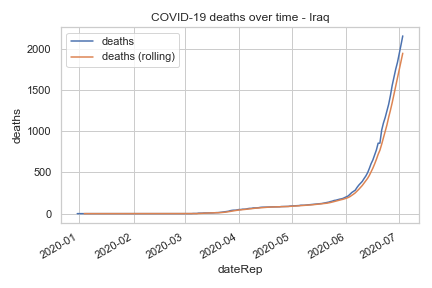 COVID-19 deaths over time - Iraq
deaths
deaths (rolling)
2000
1500
1000
500
0
deaths
2020-01
2020-02
2020-03
2020-04
2020-05
2020-06
2020-07
dateRep